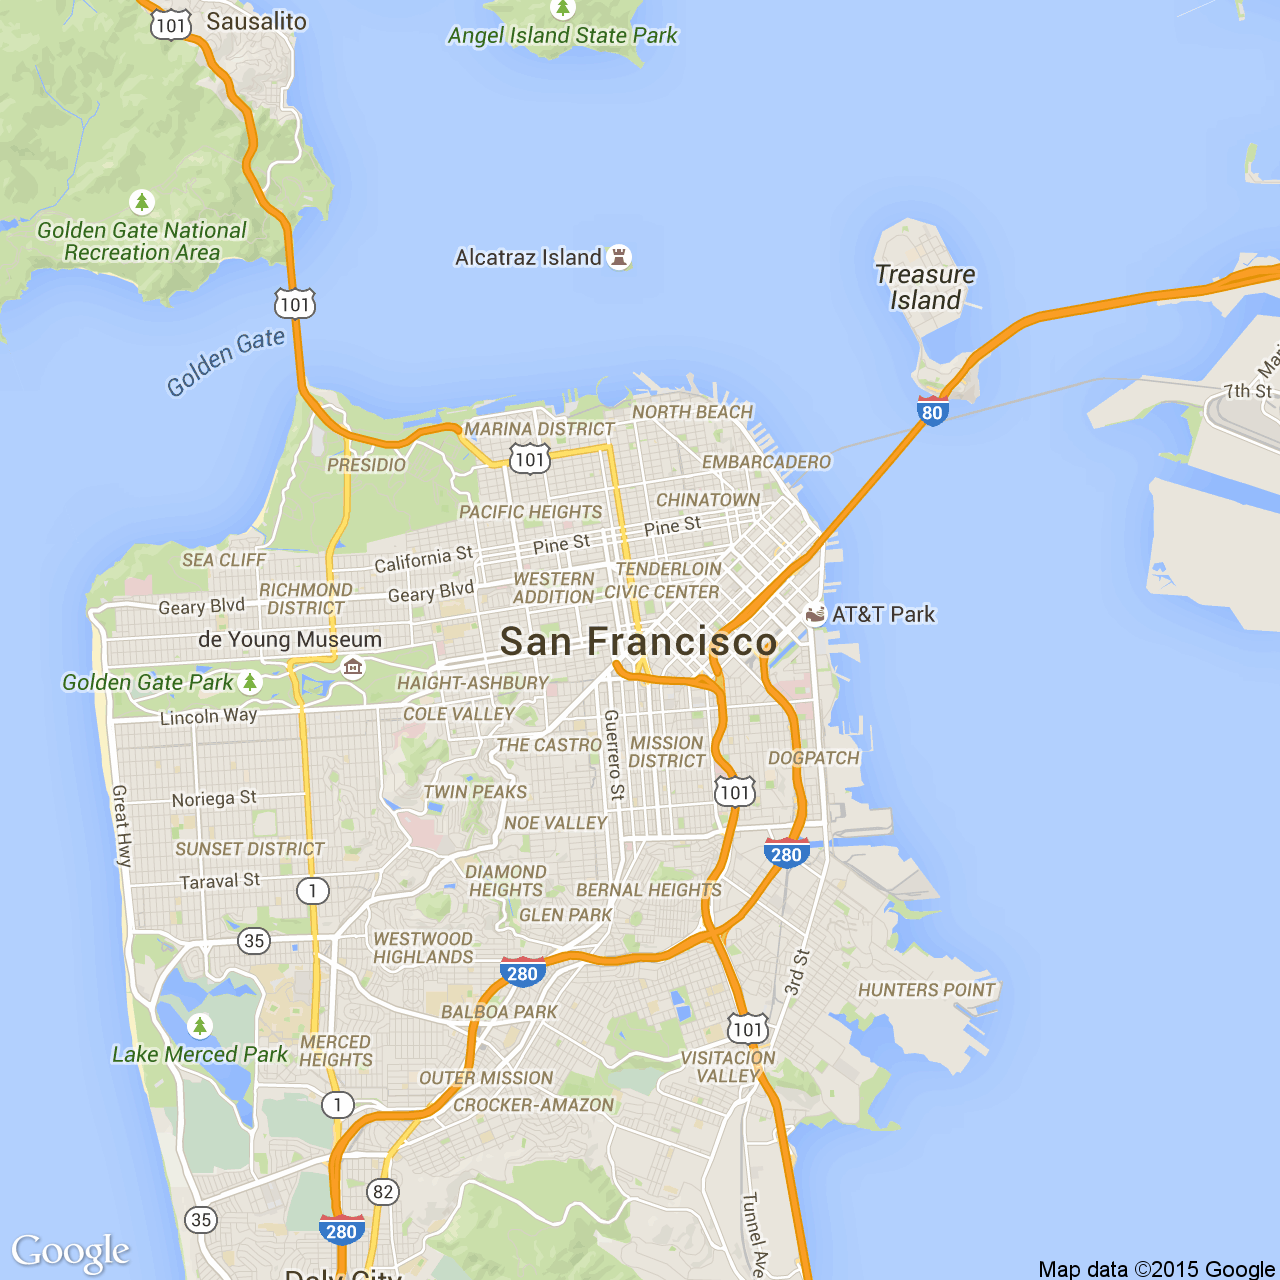 101
Sausalito
Angel Island State Park
Golden Gate National
Recreation Area
Alcatraz Island
Treasure
Island
101
Golden Gate
7th St
80
NORTH BEACH
MARINA DISTRICT
101
PRESIDIO
EMBARCADERO
CHINATOWN
PACIFIC HEIGHTS
Pine St
Pine St
California St
SEA CLIFF
TENDERLOIN
WESTERN
ADDITION
CIVIC CENTER
RICHMOND
DISTRICT
Geary Blvd
Geary Blvd
AT&T Park
de Young Museum
San Francisco
Golden Gate Park
HAIGHT-ASHBURY
Lincoln Way
COLE VALLEY
Guerrero St
THE CASTRO
MISSION
DISTRICT
DOGPATCH
TWIN PEAKS
101
Noriega St
Great Hwy
NOE VALLEY
SUNSET DISTRICT
280
Taraval St
1
DIAMOND
HEIGHTS
BERNAL HEIGHTS
GLEN PARK
35
WESTWOOD
HIGHLANDS
280
3rd St
HUNTERS POINT
BALBOA PARK
101
Lake Merced Park
MERCED
HEIGHTS
VISITACION
VALLEY
OUTER MISSION
1
CROCKER-AMAZON
82
35
280
Tunnel Ave
Google
Daly City
Map data ©2015 Google